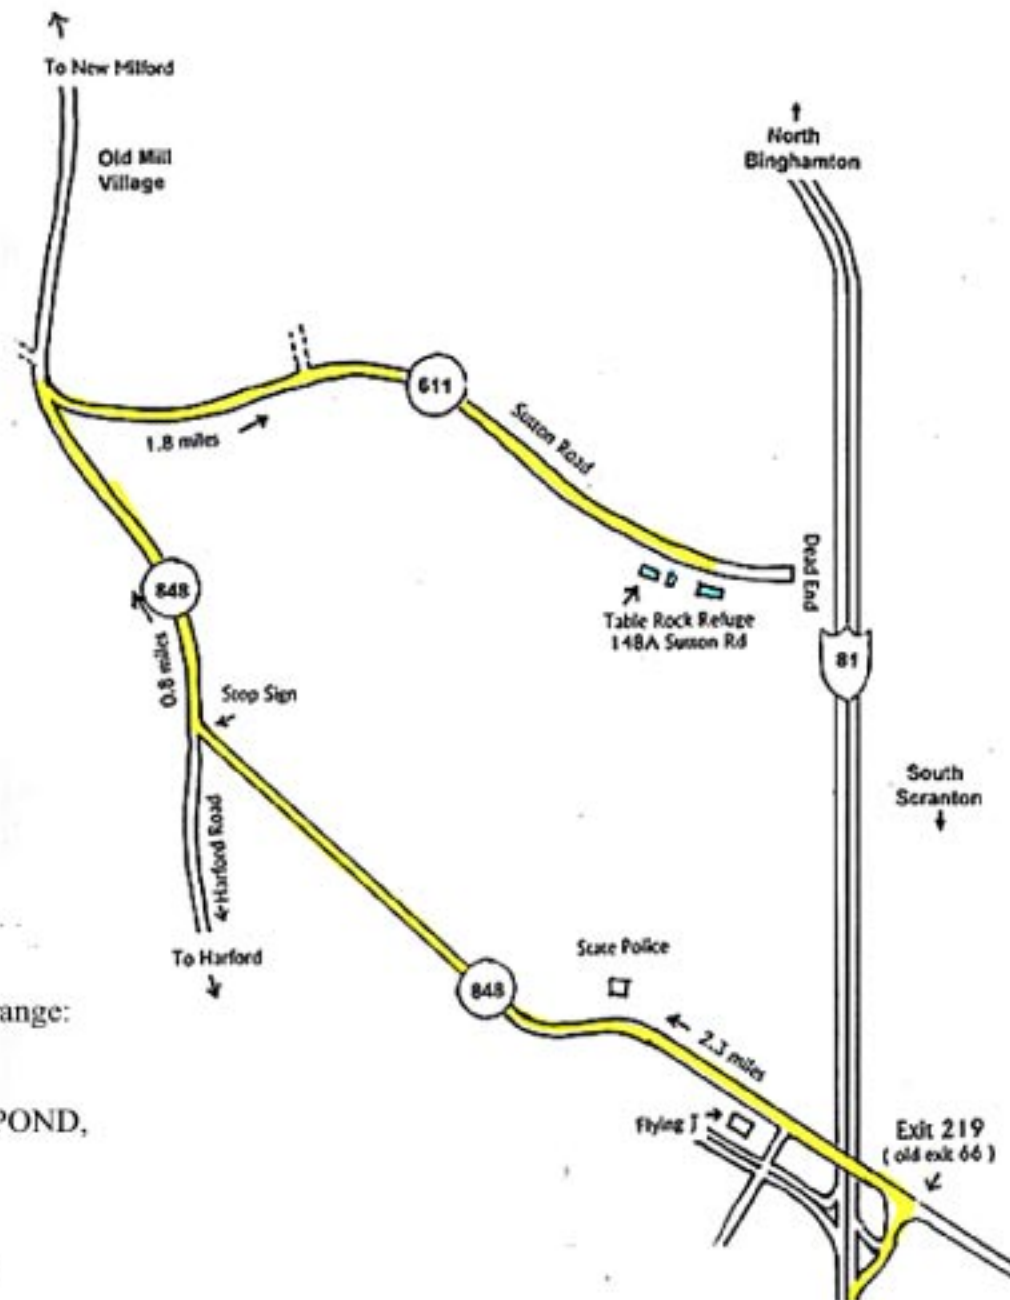 To New Milford
Old Mill
Village
North
Binghamton
611
1.8 miles
Sutton Road
Dead End
848
Table Rock Refuge
148A Sutton Rd
81
0.8 miles
Stop Sign
South
Scranton
Harford Road
To Harford
State Police
848
ange:
2.3 miles
POND,
Flying J
Exit 219
( old exit 66 )